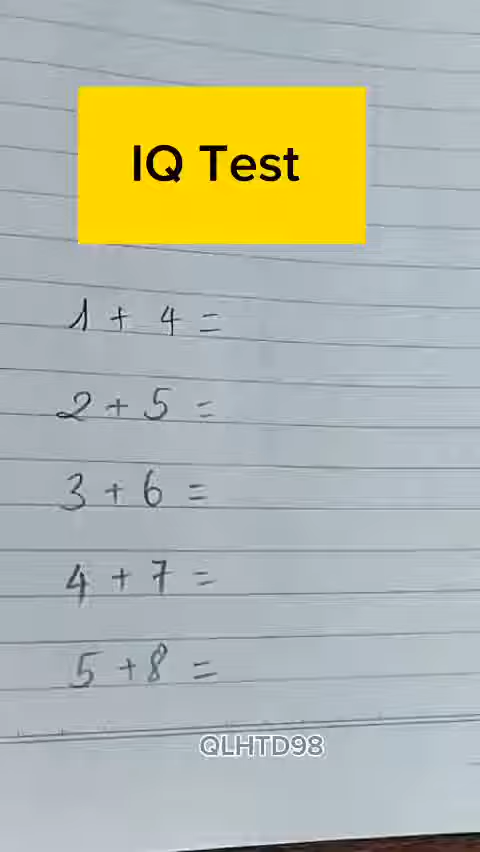 IQ Test
1 + 4 =
2 + 5 =
3 + 6 =
4 + 7 =
5 + 8 =
QLHTD98